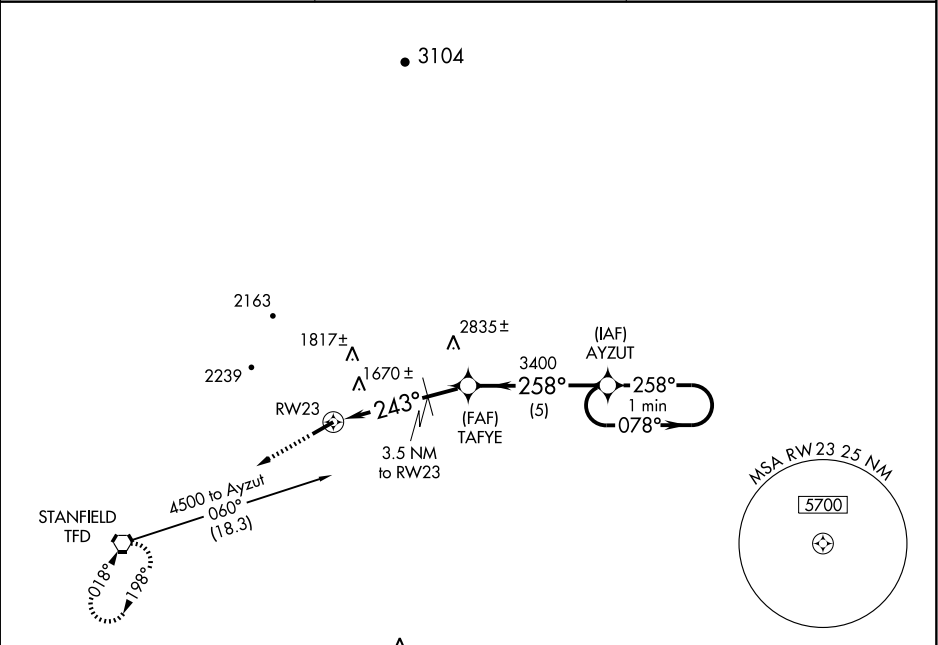 3104
2163
1817±
2835±
2239
1670 ±
(IAF)
AYZUT
3400
258°
(5)
258°
1 min
078°
RW23
243°
(FAF)
TAFYE
3.5 NM
to RW23
4500 to Ayzut
060°
(18.3)
STANFIELD
TFD
018°
198°
MSA RW 23 25 NM
5700